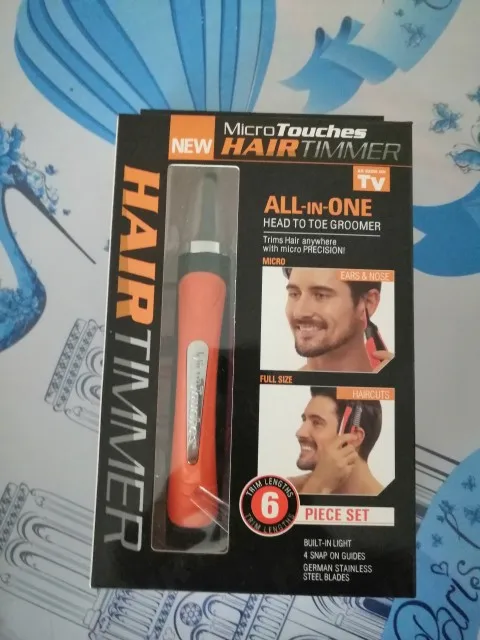 NEW
MicroTouches
HAIRTIMMER
AS SEEN ON
TV
HAIRTIMMER
ALL-IN-ONE
HEAD TO TOE GROOMER
Trims Hair anywhere
with micro PRECISION!
MICRO
EARS & NOSE
FULL SIZE
HAIRCUTS
TRIM LENGTHS
6
TRIM LENGTHS
PIECE SET
BUILT-IN LIGHT
4 SNAP ON GUIDES
GERMAN STAINLESS
STEEL BLADES
Paris